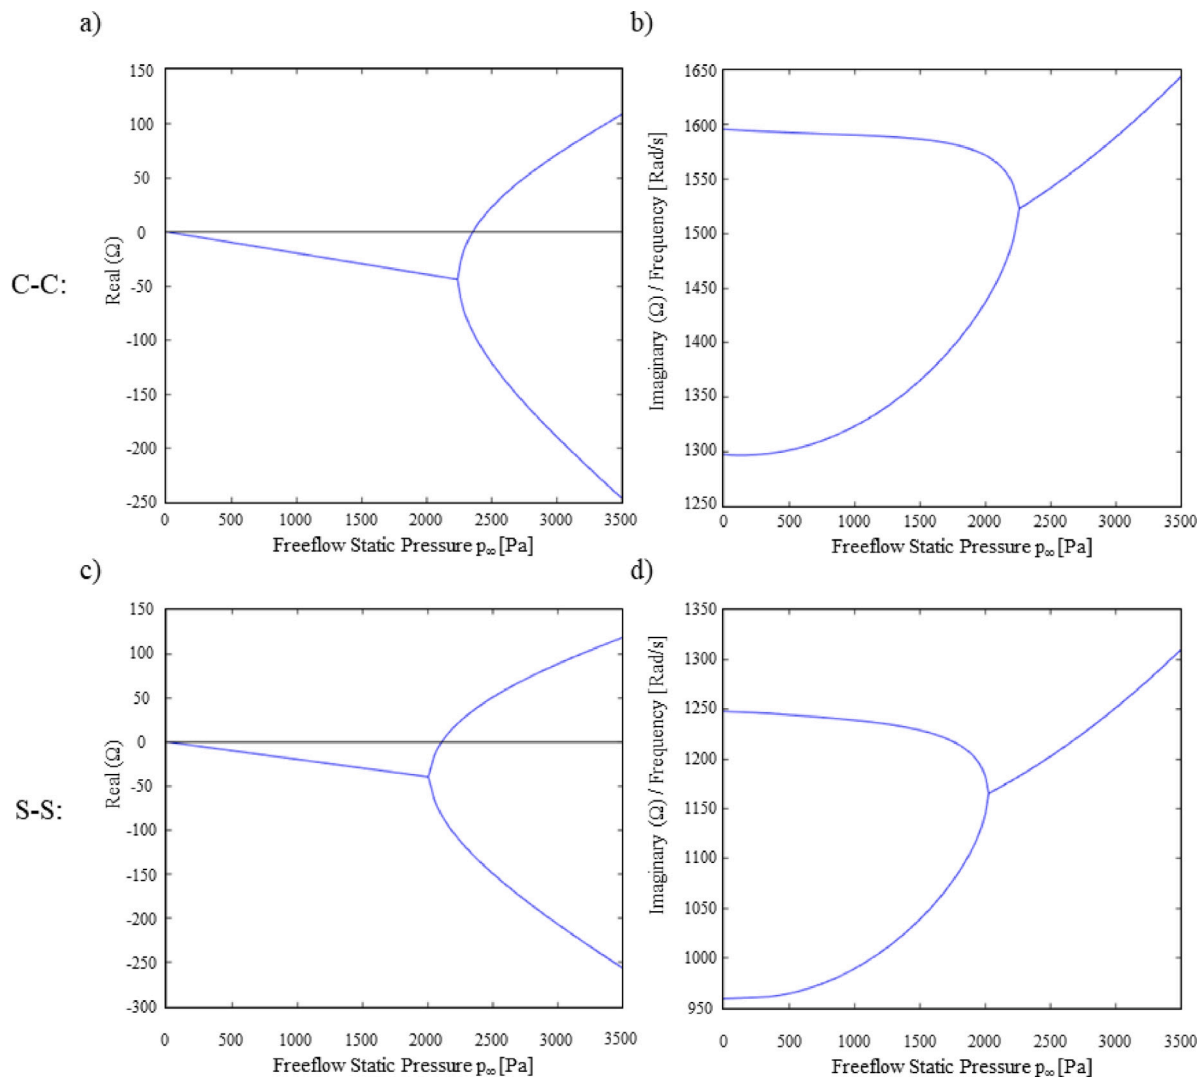 a)
b)
150
100
50
0
-50
-100
-150
-200
-250
Real (Ω)
0 500 1000 1500 2000 2500 3000 3500
Freeflow Static Pressure p∞ [Pa]
1650
1600
1550
1500
1450
1400
1350
1300
1250
Imaginary (Ω) / Frequency [Rad/s]
0 500 1000 1500 2000 2500 3000 3500
Freeflow Static Pressure p∞ [Pa]
C-C:
c)
d)
150
100
50
0
-50
-100
-150
-200
-250
-300
Real (Ω)
0 500 1000 1500 2000 2500 3000 3500
Freeflow Static Pressure p∞ [Pa]
1350
1300
1250
1200
1150
1100
1050
1000
950
Imaginary (Ω) / Frequency [Rad/s]
0 500 1000 1500 2000 2500 3000 3500
Freeflow Static Pressure p∞ [Pa]
S-S: